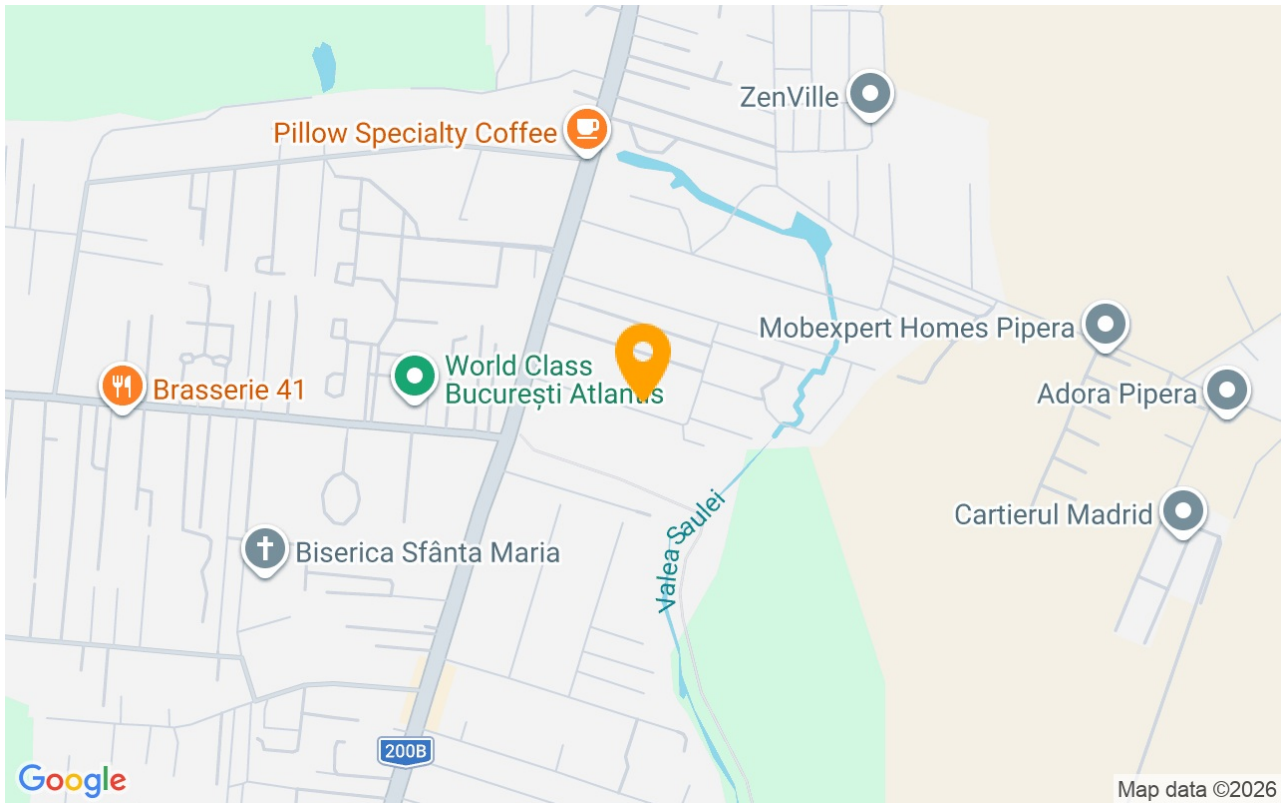 ZenVille
Pillow Specialty Coffee
Mobexpert Homes Pipera
World Class
București Atlantis
Brasserie 41
Adora Pipera
Valea Saulei
Cartierul Madrid
Biserica Sfânta Maria
200B
Google
Map data ©2026